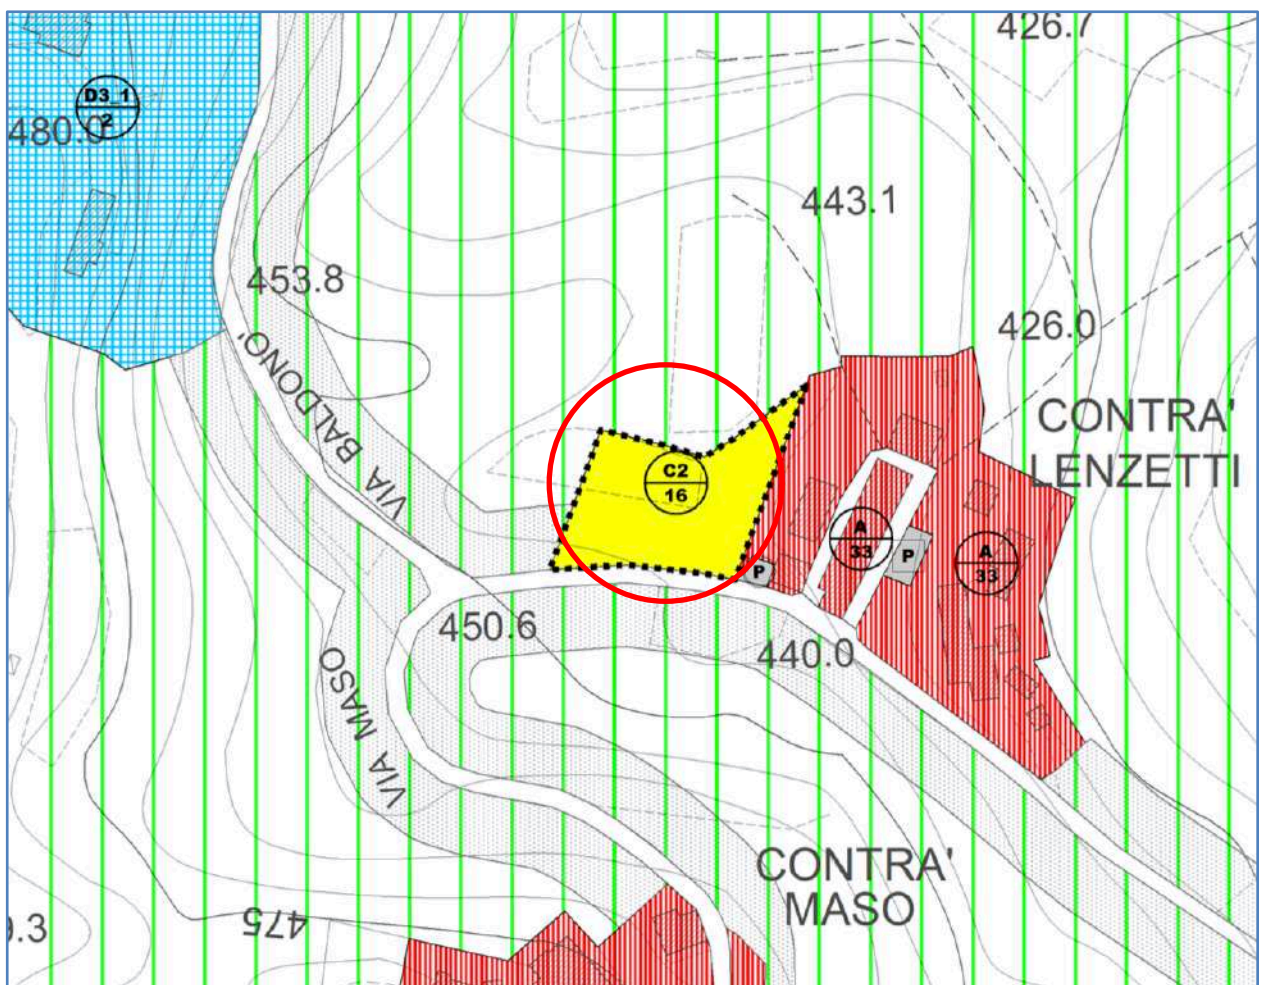 426.7
D3_1
2
480.0
443.1
453.8
426.0
VIA BALDONO'
CONTRA'
LENZETTI
C2
16
A
33
P
A
33
P
450.6
440.0
VIA MASO
CONTRA'
MASO
475
9.3